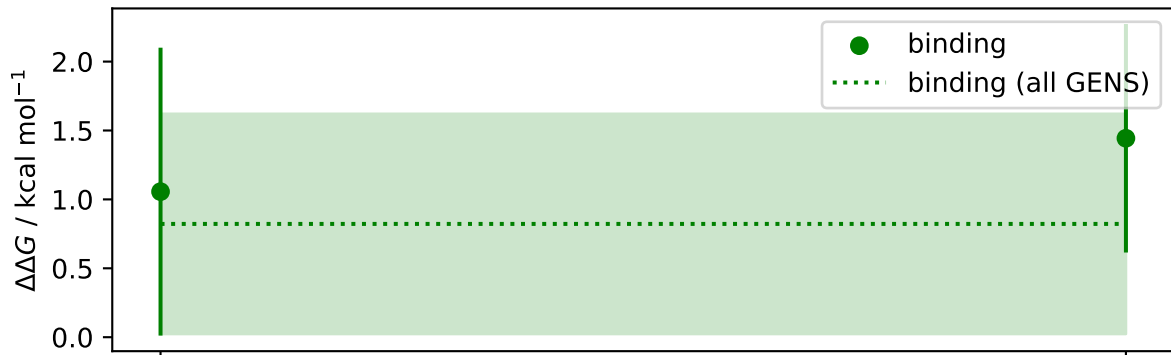 2.0
1.5
1.0
0.5
0.0
ΔΔG / kcal mol⁻¹
binding
binding (all GENS)